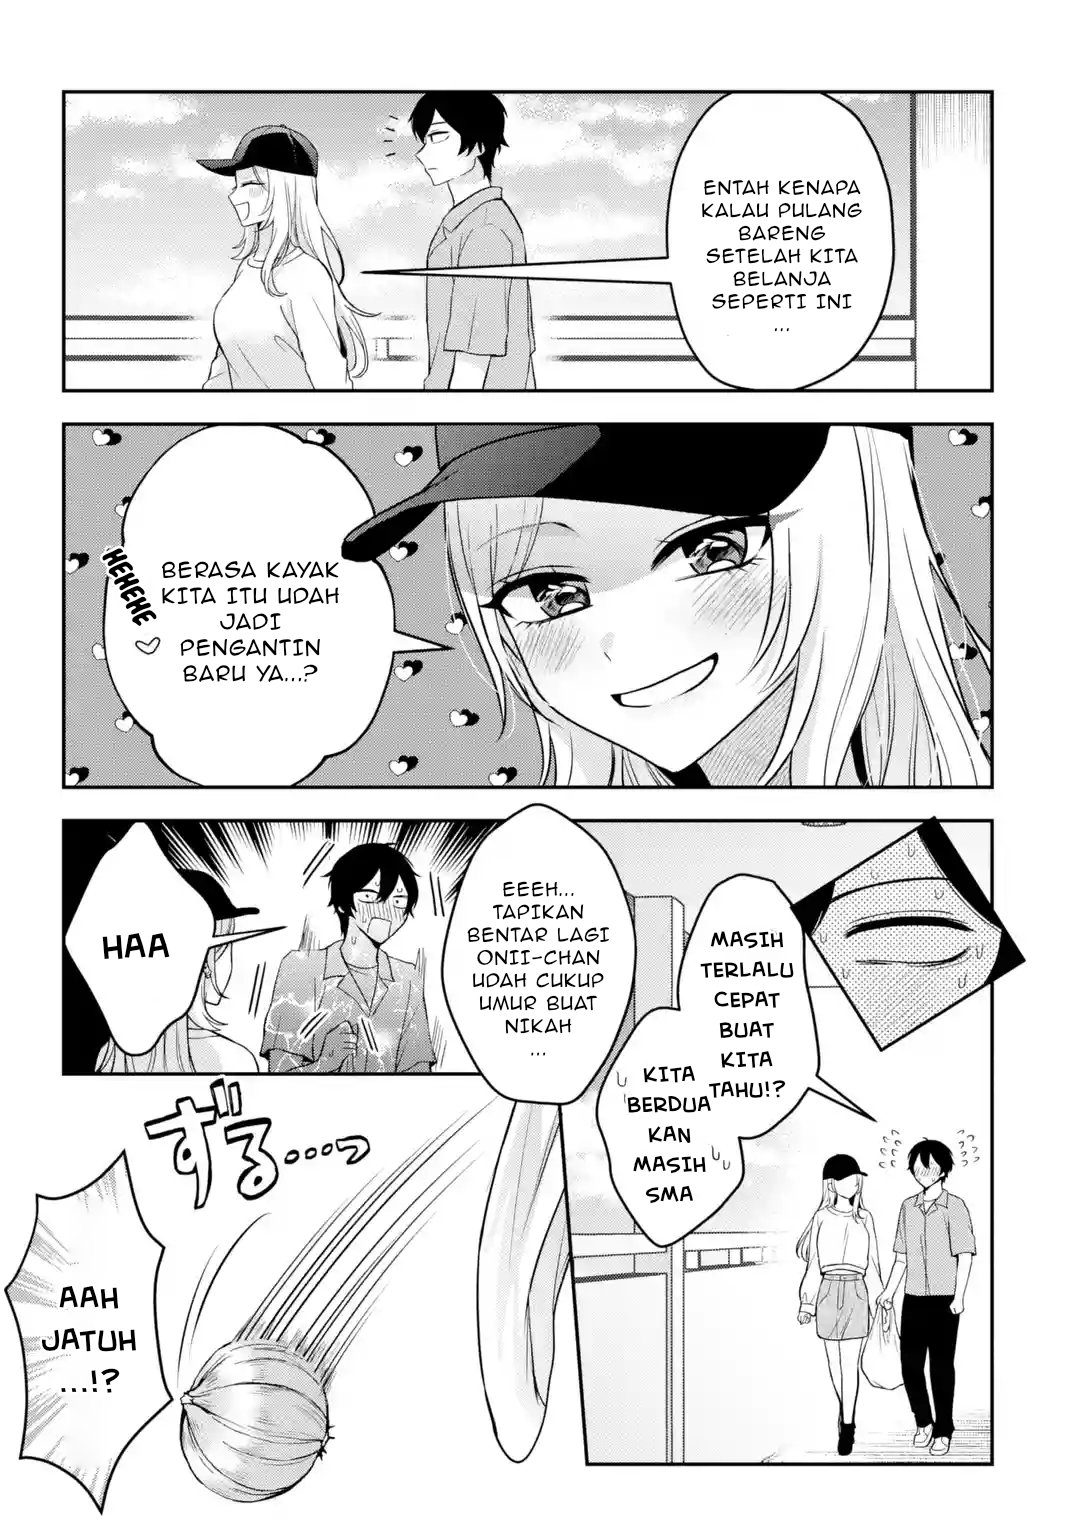 ENTAH KENAPA
KALAU PULANG
BARENG
SETELAH KITA
BELANJA
SEPERTI INI
...
HEHEHE
BERASA KAYAK
KITA ITU UDAH
JADI
PENGANTIN
BARU YA...?
MASIH
TERLALU
CEPAT
BUAT
KITA
TAHU!?
KITA
BERDUA
KAN
MASIH
SMA
EEEH...
TAPIKAN
BENTAR LAGI
ONII-CHAN
UDAH CUKUP
UMUR BUAT
NIKAH
...
HAA
ずる…っ
AAH
JATUH
...!?